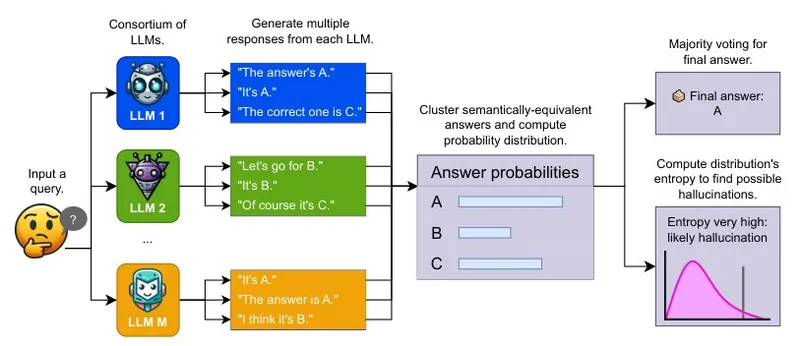 Consortium of
LLMs.
Generate multiple
responses from each LLM.
Input a
query.
?
LLM 1
"The answer's A."
"It's A."
"The correct one is C."
LLM 2
"Let's go for B."
"It's B."
"Of course it's C."
...
LLM M
"It's A."
"The answer is A."
"I think it's B."
Cluster semantically-equivalent
answers and compute
probability distribution.
Answer probabilities
A
B
C
Majority voting for
final answer.
Final answer:
A
Compute distribution's
entropy to find possible
hallucinations.
Entropy very high:
likely hallucination